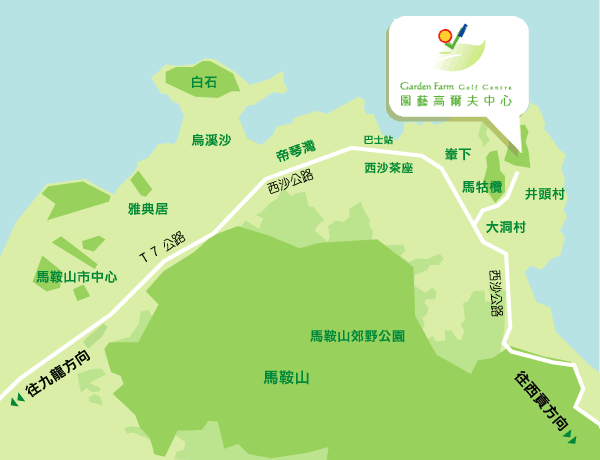 Garden Farm Golf Centre
園藝高爾夫中心
白石
烏溪沙
帝琴灣
巴士站
西沙茶座
輋下
西沙公路
馬牯欖
井頭村
雅典居
大洞村
T7 公路
馬鞍山市中心
西沙公路
馬鞍山郊野公園
馬鞍山
往九龍方向
往西貢方向